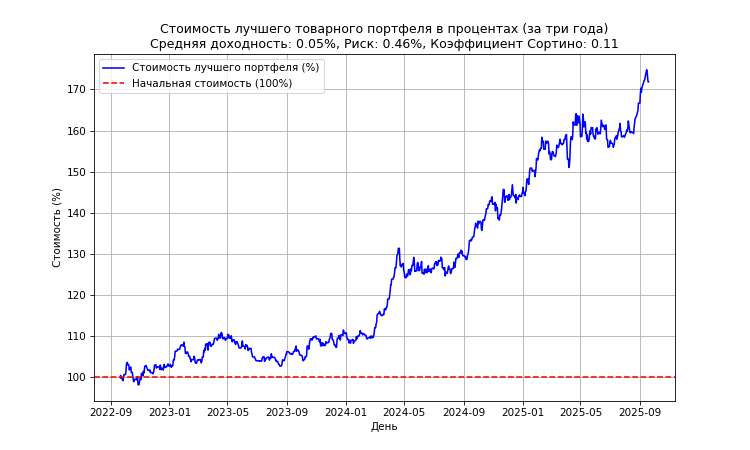 Стоимость лучшего товарного портфеля в процентах (за три года)
Средняя доходность: 0.05%, Риск: 0.46%, Коэффициент Сортино: 0.11
Стоимость лучшего портфеля (%)
Начальная стоимость (100%)
Стоимость (%)
170
160
150
140
130
120
110
100
2022-09 2023-01 2023-05 2023-09 2024-01 2024-05 2024-09 2025-01 2025-05 2025-09
День